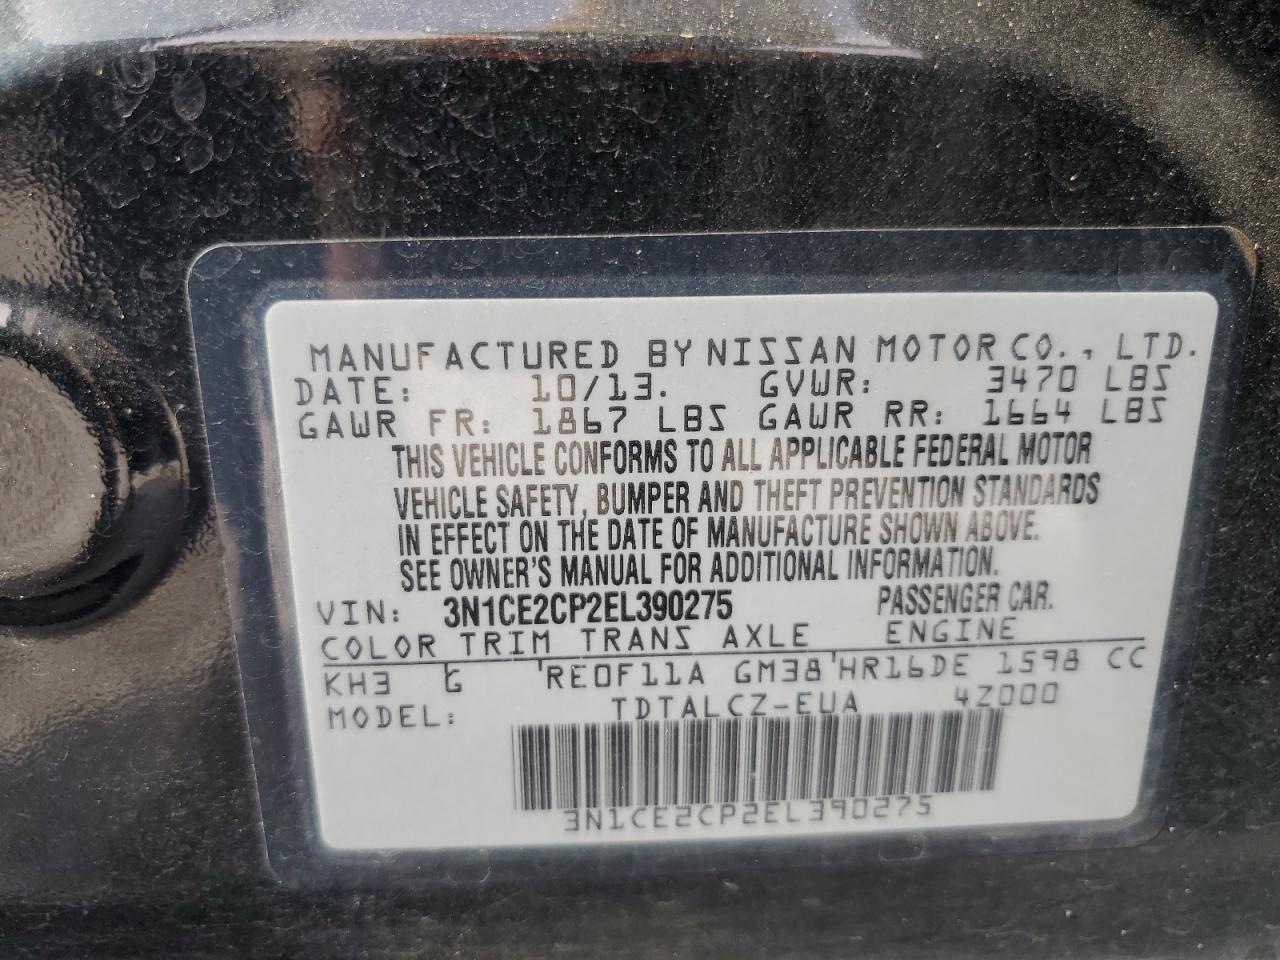 MANUFACTURED BY NISSAN MOTOR CO., LTD.
DATE: 10/13. GVWR: 3470 LBS
GAWR FR: 1867 LBS GAWR RR: 1664 LBS
THIS VEHICLE CONFORMS TO ALL APPLICABLE FEDERAL MOTOR
VEHICLE SAFETY, BUMPER AND THEFT PREVENTION STANDARDS
IN EFFECT ON THE DATE OF MANUFACTURE SHOWN ABOVE.
SEE OWNER'S MANUAL FOR ADDITIONAL INFORMATION.
VIN: 3N1CE2CP2EL390275 PASSENGER CAR.
COLOR TRIM TRANS AXLE ENGINE
KH3 G RE0F11A GM38 HR16DE 1598 CC
MODEL: TDTALCZ-EUA 4Z000
3N1CE2CP2EL390275